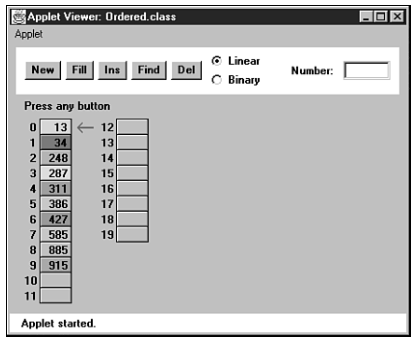 Applet Viewer: Ordered.class
Applet
New Fill Ins Find Del Linear Binary Number:
Press any button
0 13 12
1 34 13
2 248 14
3 287 15
4 311 16
5 386 17
6 427 18
7 585 19
8 885
9 915
10
11
Applet started.